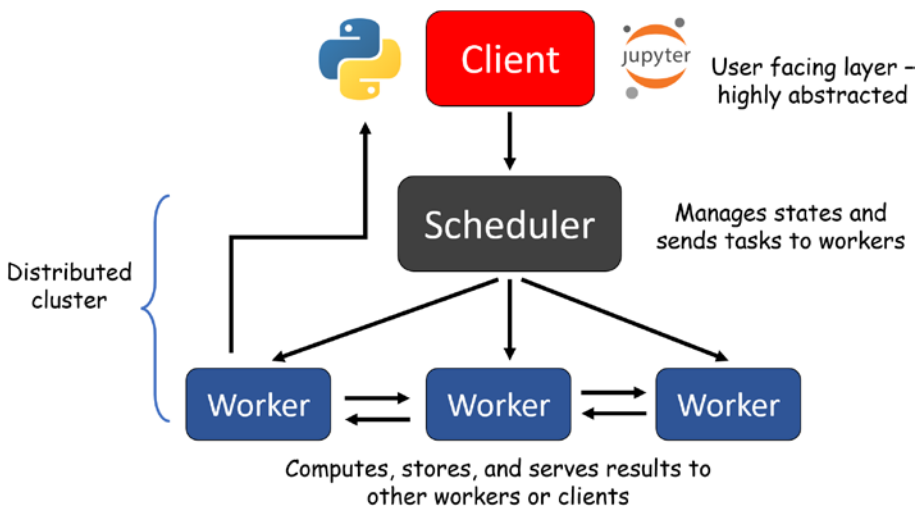 Client
jupyter
User facing layer –
highly abstracted
Scheduler
Manages states and
sends tasks to workers
Distributed
cluster
Worker
Worker
Worker
Computes, stores, and serves results to
other workers or clients